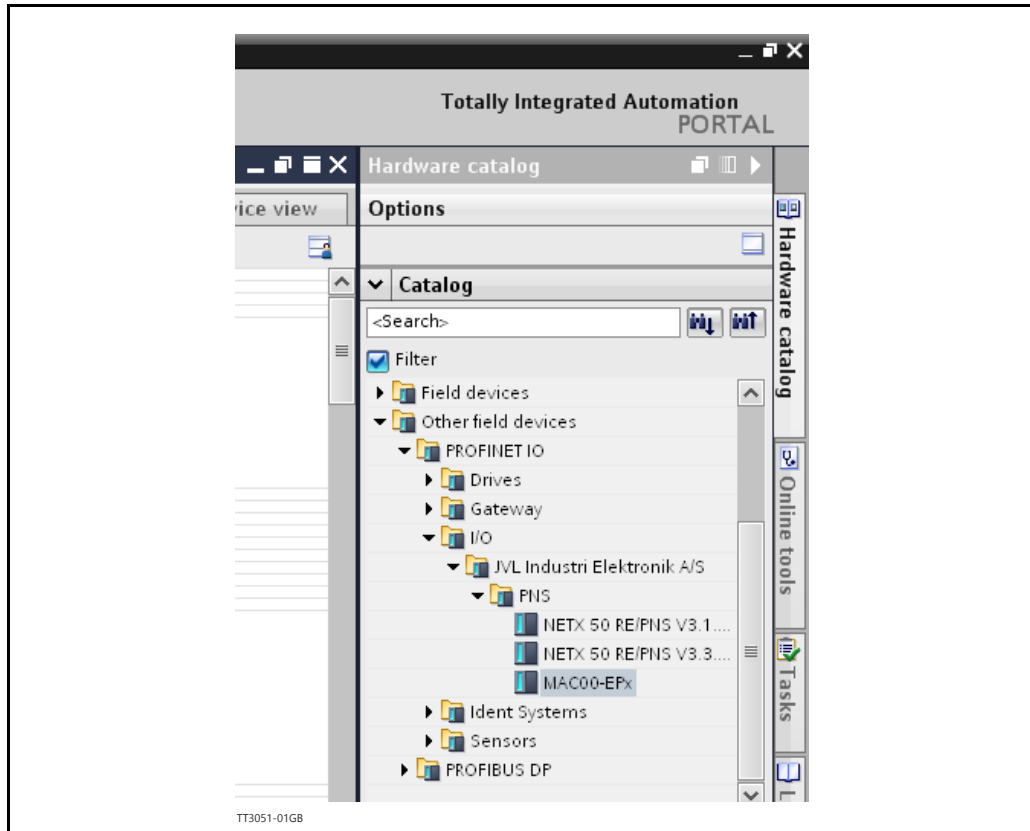 Totally Integrated Automation
PORTAL
Hardware catalog
vice view
Options
Catalog
<Search>
Filter
Field devices
Other field devices
PROFINET IO
Drives
Gateway
I/O
JVL Industri Elektronik A/S
PNS
NETX 50 RE/PNS V3.1....
NETX 50 RE/PNS V3.3....
MAC00-EPx
Ident Systems
Sensors
PROFIBUS DP
Hardware catalog
Online tools
Tasks
L
TT3051-01GB